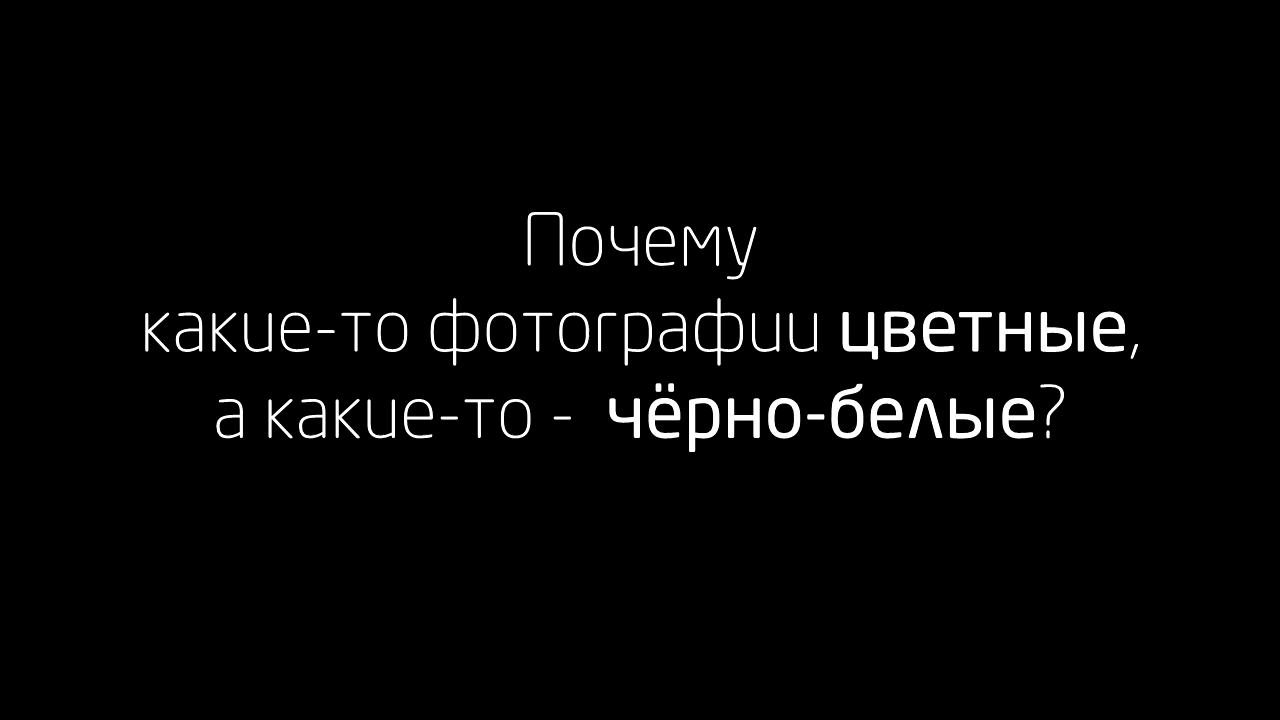 Почему
какие-то фотографии цветные,
а какие-то - чёрно-белые?